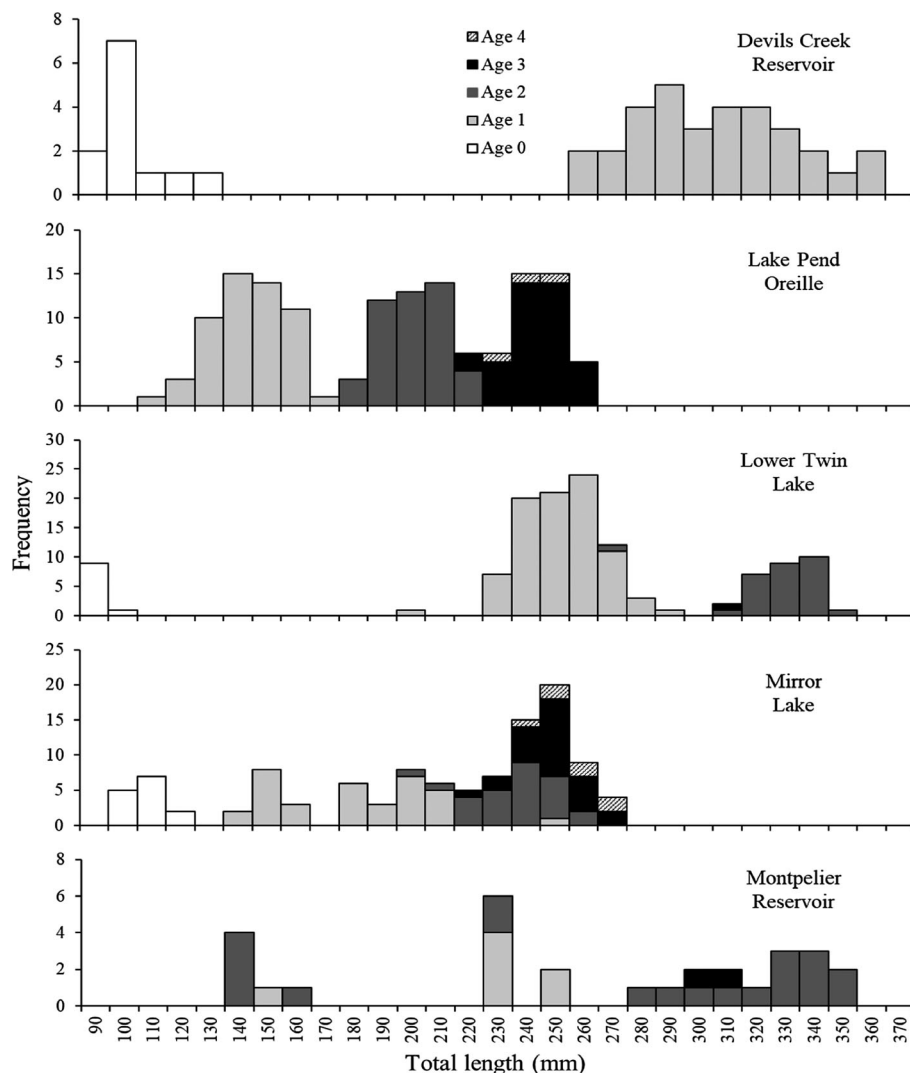 8
6
4
2
0
Age 4
Age 3
Age 2
Age 1
Age 0
Devils Creek
Reservoir
20
15
10
5
0
Lake Pend
Oreille
30
25
20
15
10
5
0
Lower Twin
Lake
Frequency
25
20
15
10
5
0
Mirror
Lake
8
6
4
2
0
Montpelier
Reservoir
90 100 110 120 130 140 150 160 170 180 190 200 210 220 230 240 250 260 270 280 290 300 310 320 330 340 350 360 370
Total length (mm)